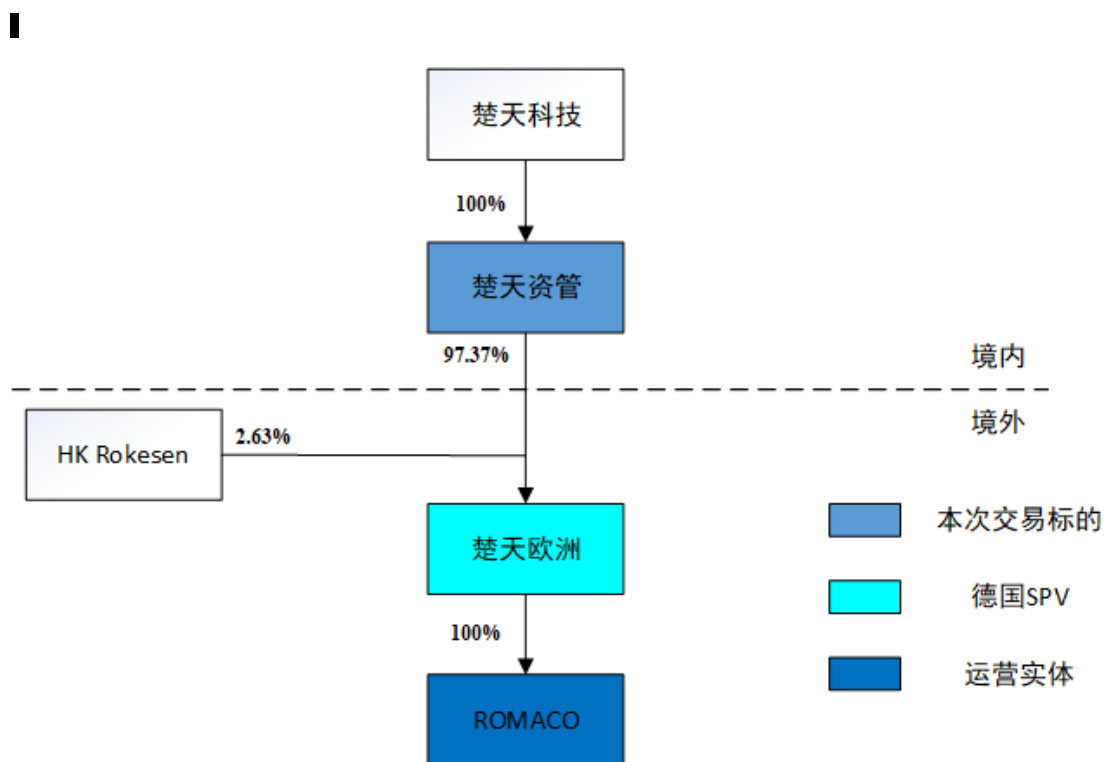 楚天科技
100%
楚天资管
97.37%
境内
境外
HK Rokesen
2.63%
楚天欧洲
本次交易标的
德国SPV
100%
运营实体
ROMACO